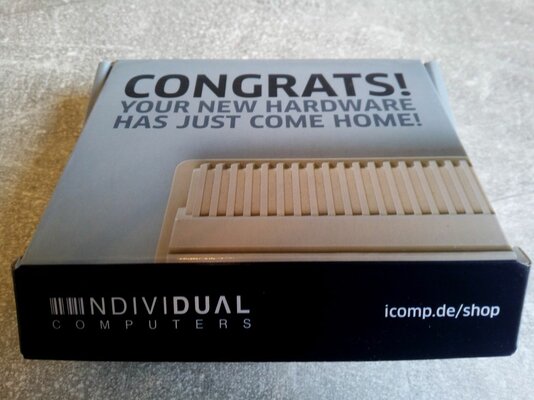 CONGRATS!
YOUR NEW HARDWARE
HAS JUST COME HOME!
INDIVIDUAL
COMPUTERS
icomp.de/shop